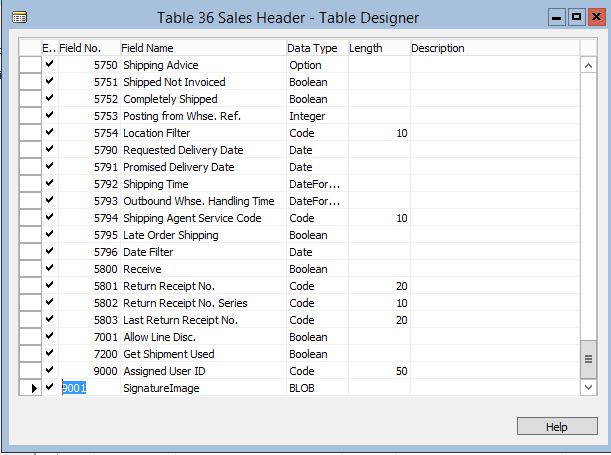 Table 36 Sales Header - Table Designer
E.. Field No. Field Name Data Type Length Description
5750 Shipping Advice Option
5751 Shipped Not Invoiced Boolean
5752 Completely Shipped Boolean
5753 Posting from Whse. Ref. Integer
5754 Location Filter Code 10
5790 Requested Delivery Date Date
5791 Promised Delivery Date Date
5792 Shipping Time DateFor...
5793 Outbound Whse. Handling Time DateFor...
5794 Shipping Agent Service Code Code 10
5795 Late Order Shipping Boolean
5796 Date Filter Date
5800 Receive Boolean
5801 Return Receipt No. Code 20
5802 Return Receipt No. Series Code 10
5803 Last Return Receipt No. Code 20
7001 Allow Line Disc. Boolean
7200 Get Shipment Used Boolean
9000 Assigned User ID Code 50
9001 SignatureImage BLOB
Help